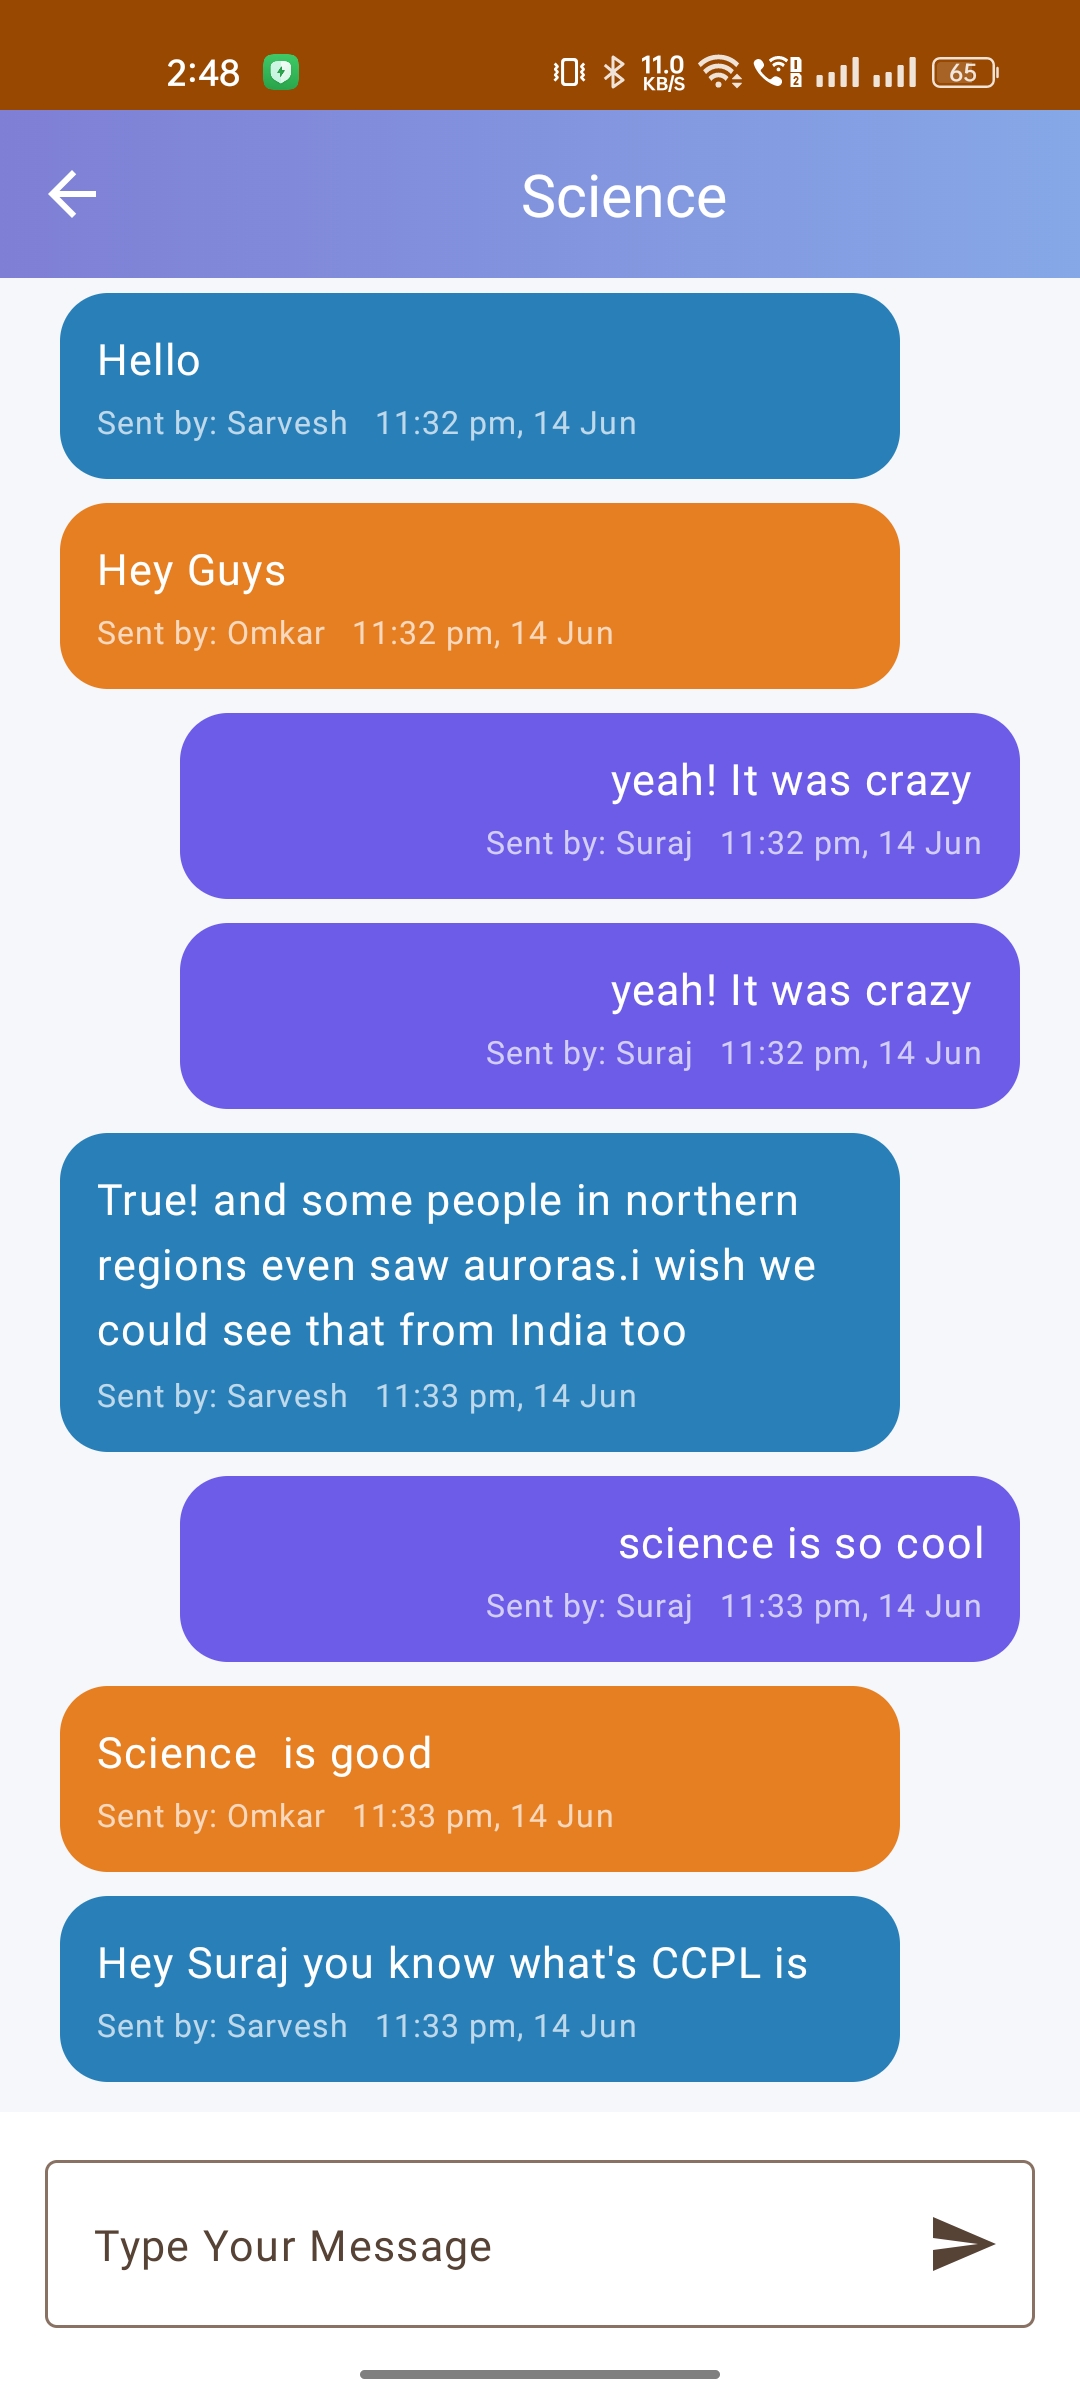 2:48 11.0 KB/S 1 2 65
Science
Hello
Sent by: Sarvesh 11:32 pm, 14 Jun
Hey Guys
Sent by: Omkar 11:32 pm, 14 Jun
yeah! It was crazy
Sent by: Suraj 11:32 pm, 14 Jun
yeah! It was crazy
Sent by: Suraj 11:32 pm, 14 Jun
True! and some people in northern
regions even saw auroras.i wish we
could see that from India too
Sent by: Sarvesh 11:33 pm, 14 Jun
science is so cool
Sent by: Suraj 11:33 pm, 14 Jun
Science  is good
Sent by: Omkar 11:33 pm, 14 Jun
Hey Suraj you know what's CCPL is
Sent by: Sarvesh 11:33 pm, 14 Jun
Type Your Message